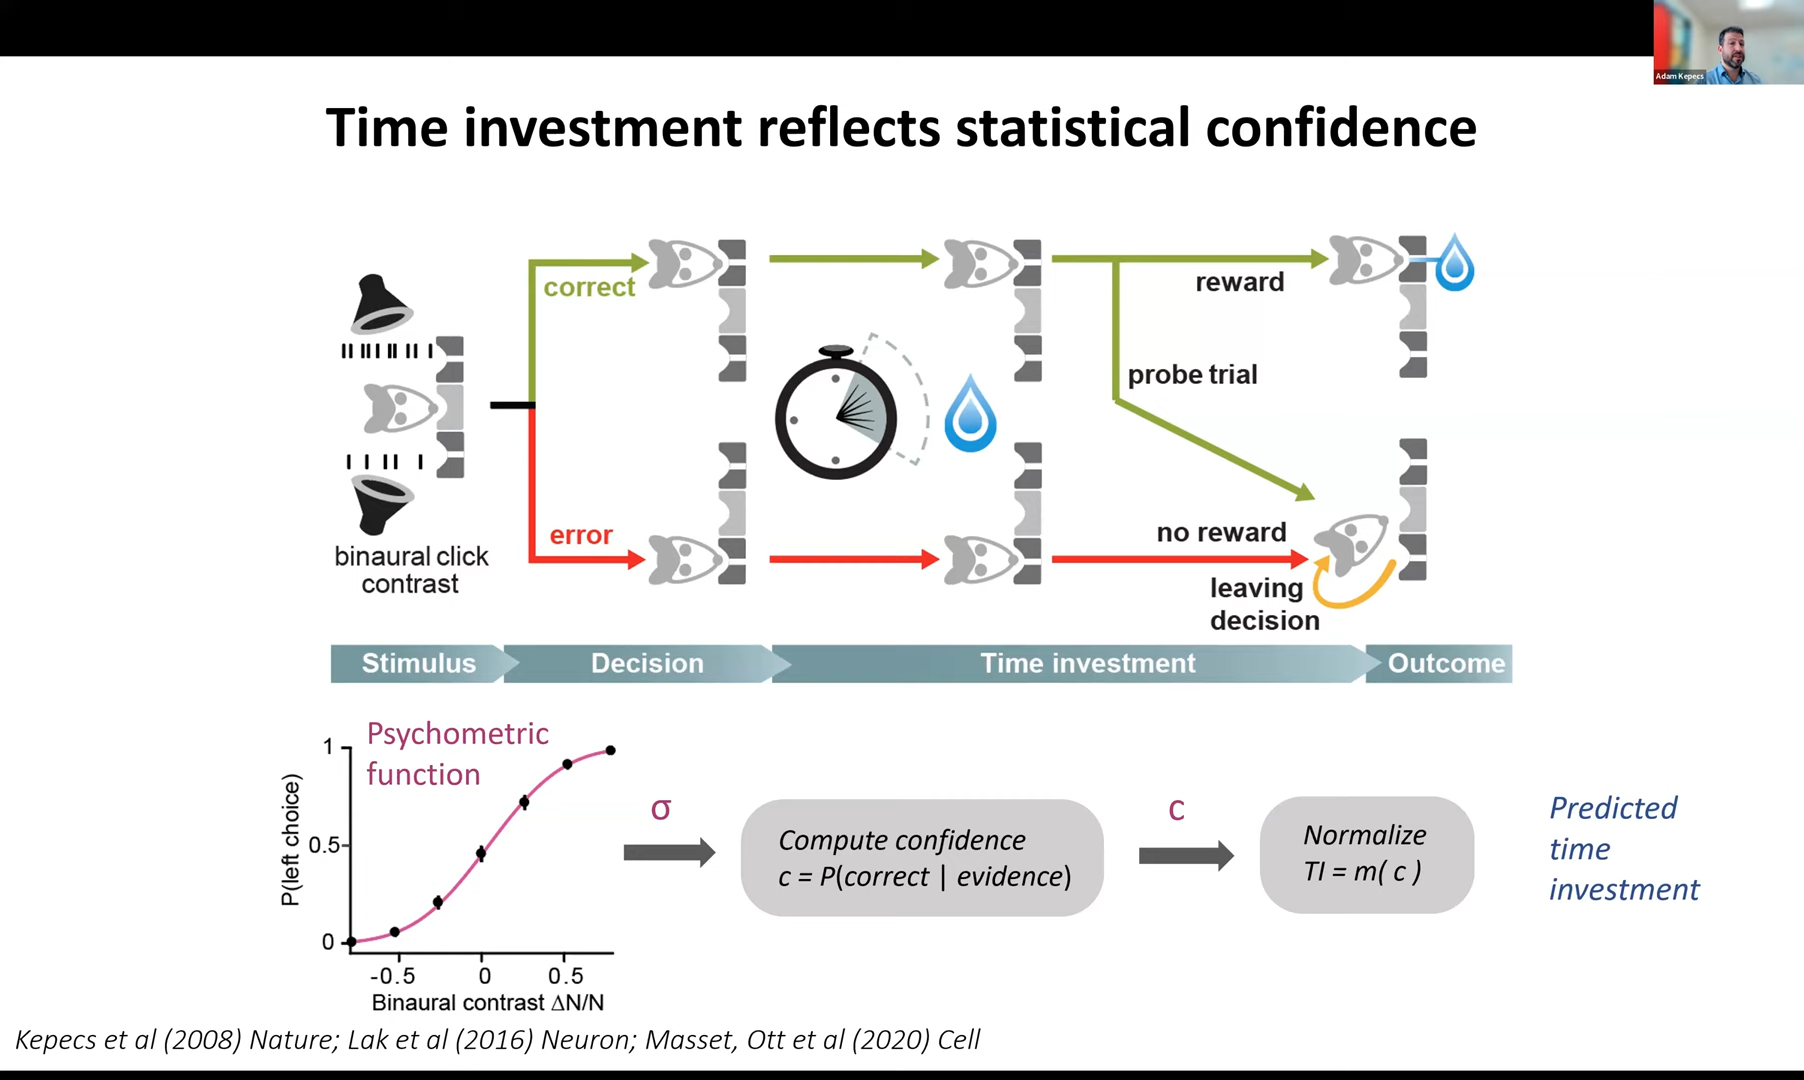 Adam Kepecs
Time investment reflects statistical confidence
correct
reward
probe trial
error
no reward
leaving
decision
binaural click
contrast
Stimulus
Decision
Time investment
Outcome
Psychometric
function
1
0.5
0
P(left choice)
-0.5
0
0.5
Binaural contrast ΔN/N
σ
Compute confidence
c = P(correct | evidence)
c
Normalize
TI = m( c )
Predicted
time
investment
Kepecs et al (2008) Nature; Lak et al (2016) Neuron; Masset, Ott et al (2020) Cell